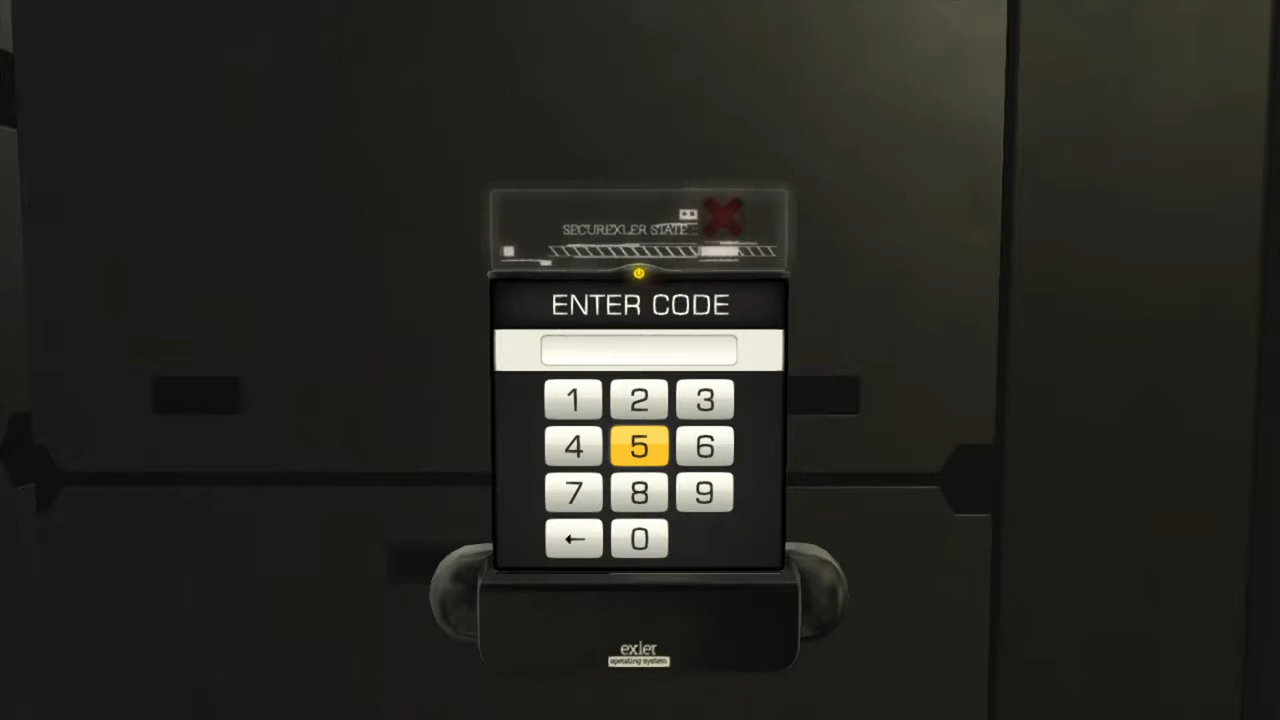 SECUREXLER STATE
ENTER CODE
1 2 3
4 5 6
7 8 9
← 0
exler
operating system